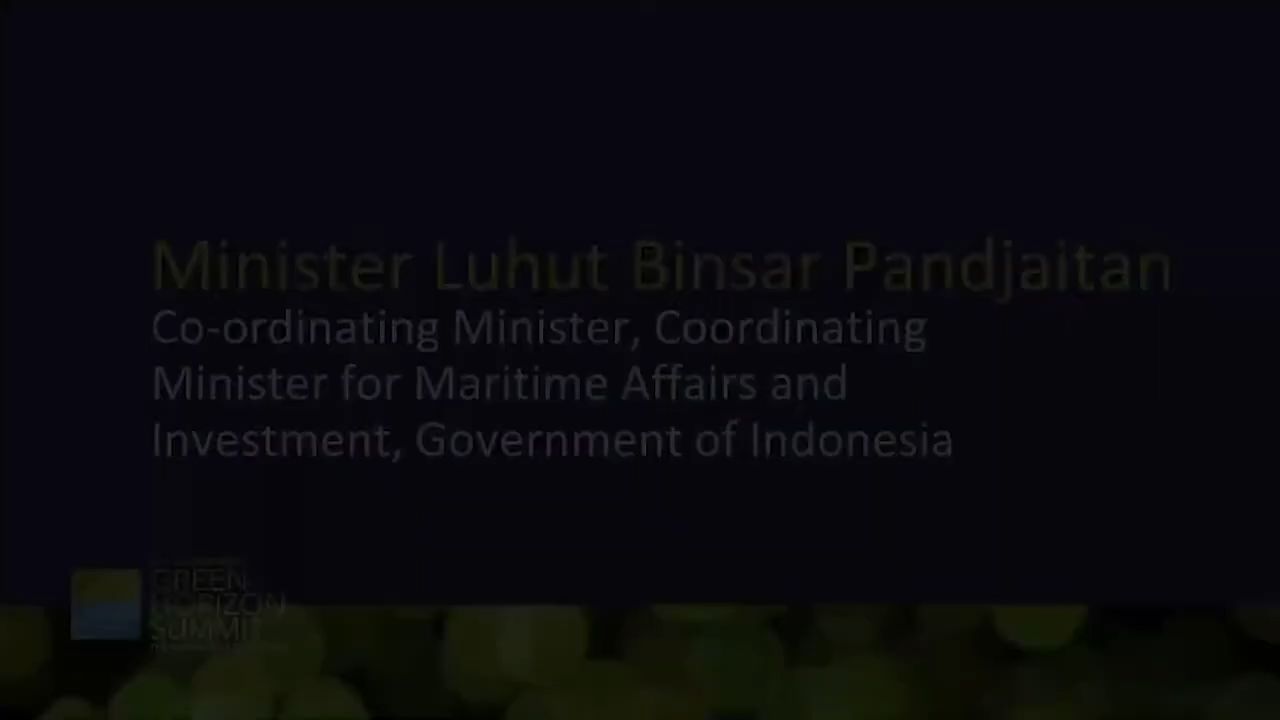 Minister Luhut Binsar Pandjaitan
Co-ordinating Minister, Coordinating
Minister for Maritime Affairs and
Investment, Government of Indonesia
GREEN
HORIZON
SUMMIT